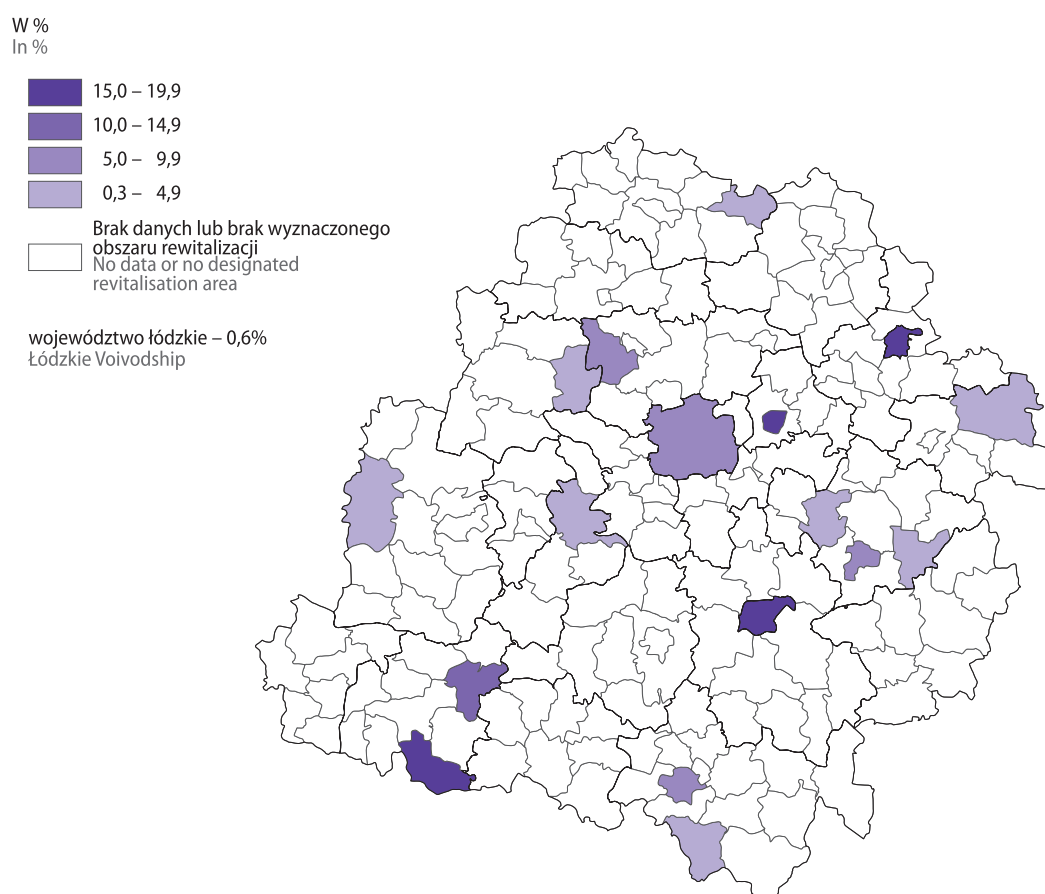 W %
In %
15,0 – 19,9
10,0 – 14,9
5,0 – 9,9
0,3 – 4,9
Brak danych lub brak wyznaczonego
obszaru rewitalizacji
No data or no designated
revitalisation area
województwo łódzkie – 0,6%
Łódzkie Voivodship